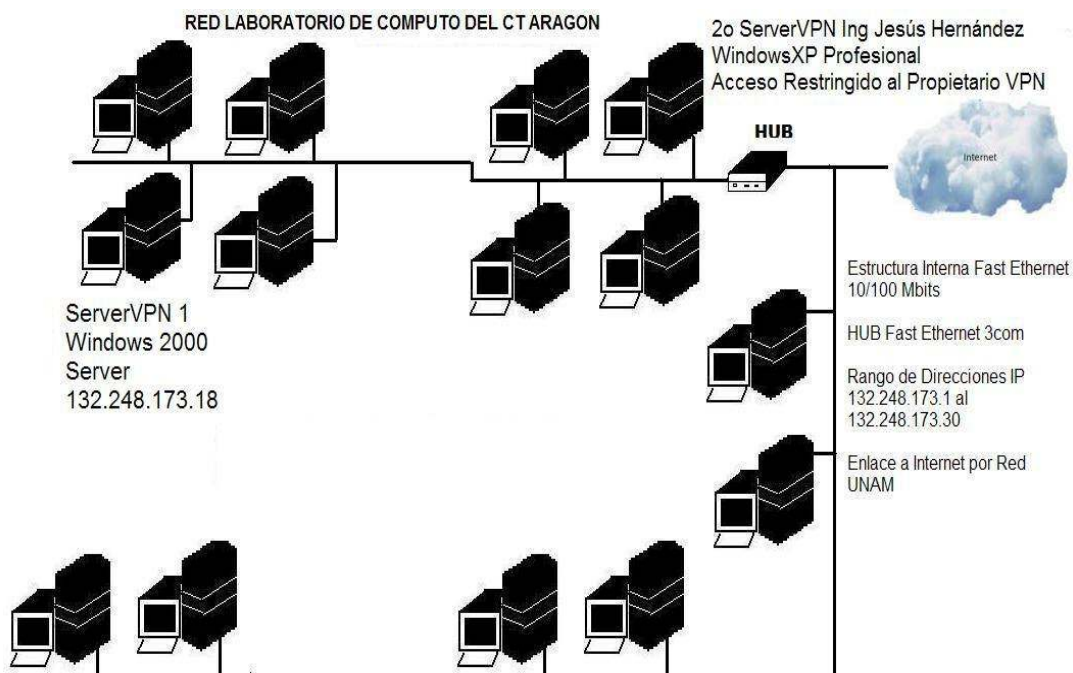 RED LABORATORIO DE COMPUTO DEL CT ARAGON
2o ServerVPN Ing Jesús Hernández
WindowsXP Profesional
Acceso Restringido al Propietario VPN
HUB
Internet
ServerVPN 1
Windows 2000
Server
132.248.173.18
Estructura Interna Fast Ethernet
10/100 Mbits
HUB Fast Ethernet 3com
Rango de Direcciones IP
132.248.173.1 al
132.248.173.30
Enlace a Internet por Red
UNAM